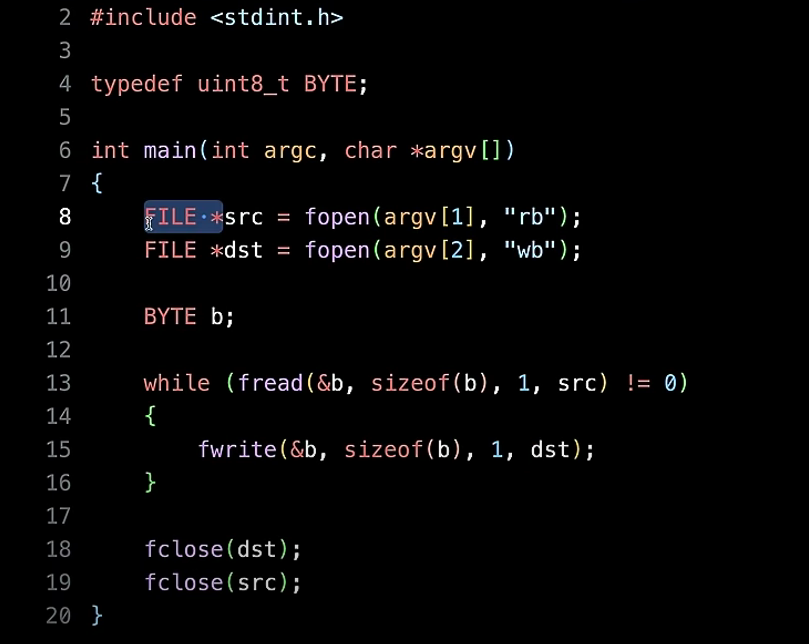 2 #include <stdint.h>
3
4 typedef uint8_t BYTE;
5
6 int main(int argc, char *argv[])
7 {
8     FILE *src = fopen(argv[1], "rb");
9     FILE *dst = fopen(argv[2], "wb");
10
11     BYTE b;
12
13     while (fread(&b, sizeof(b), 1, src) != 0)
14     {
15         fwrite(&b, sizeof(b), 1, dst);
16     }
17
18     fclose(dst);
19     fclose(src);
20 }